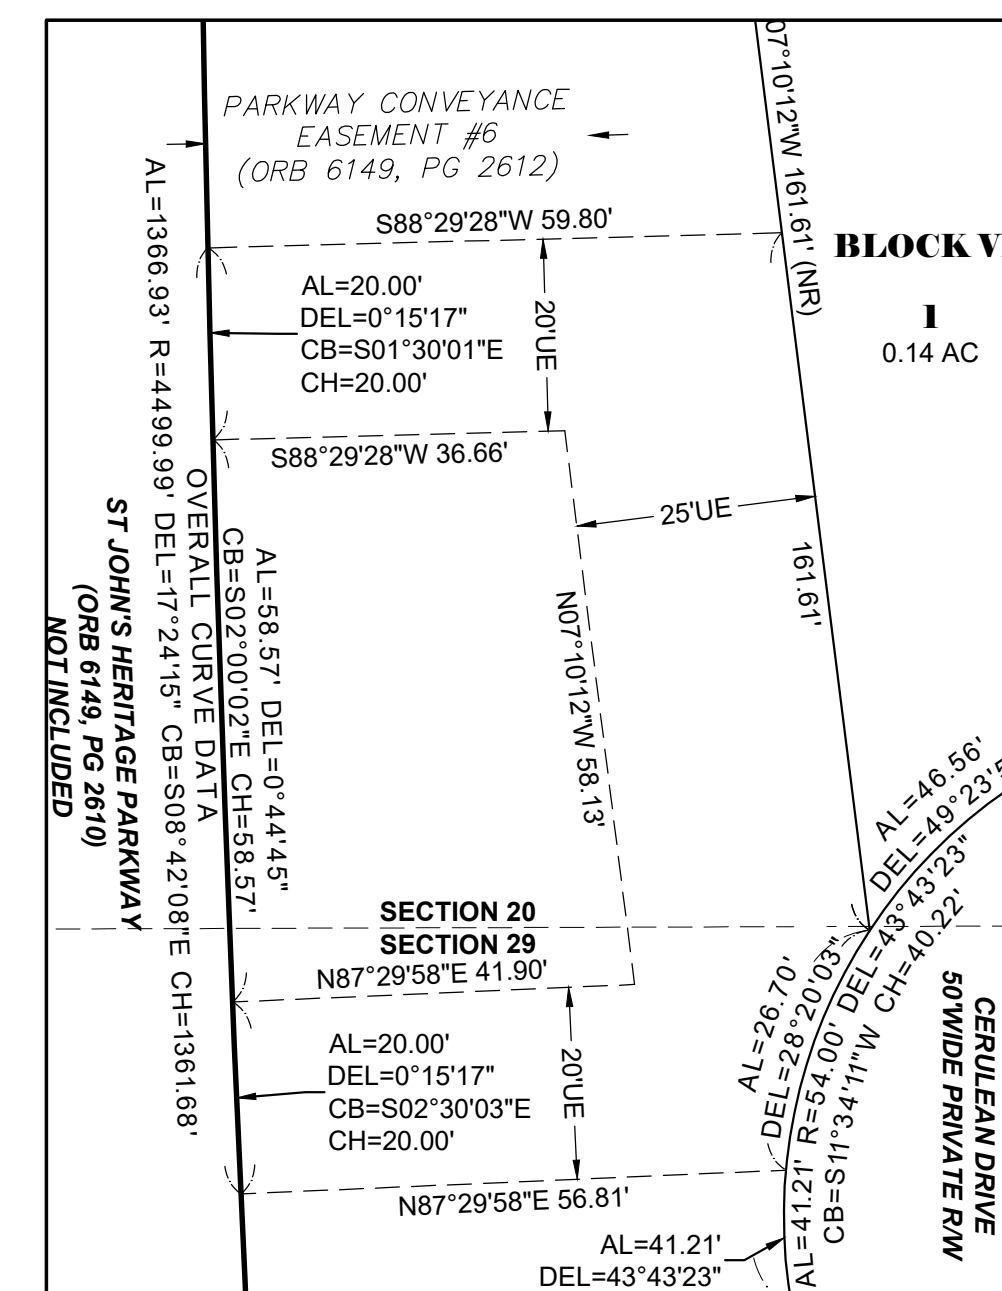 PARKWAY CONVEYANCE
EASEMENT #6
(ORB 6149, PG 2612)
07°10'12"W 161.61' (NR)
S88°29'28"W 59.80'
BLOCK
1
0.14 AC
AL=20.00'
DEL=0°15'17"
CB=S01°30'01"E
CH=20.00'
20'UE
S88°29'28"W 36.66'
25'UE
161.61'
N07°10'12"W 58.13'
AL=58.57' DEL=0°44'45"
CB=S02°00'02"E CH=58.57'
OVERALL CURVE DATA
AL=1366.93' R=4499.99' DEL=17°24'15" CB=S08°42'08"E CH=1361.68'
ST JOHN'S HERITAGE PARKWAY
(ORB 6149, PG 2610)
NOT INCLUDED
SECTION 20
SECTION 29
N87°29'58"E 41.90'
AL=20.00'
DEL=0°15'17"
CB=S02°30'03"E
CH=20.00'
20'UE
N87°29'58"E 56.81'
AL=46.56'
DEL=49°23'
AL=26.70'
DEL=28°20'03"
AL=41.21' R=54.00' DEL=43°43'23"
CB=S11°34'11"W CH=40.22'
CERULEAN DRIVE
50'WIDE PRIVATE R/W
AL=41.21'
DEL=43°43'23"